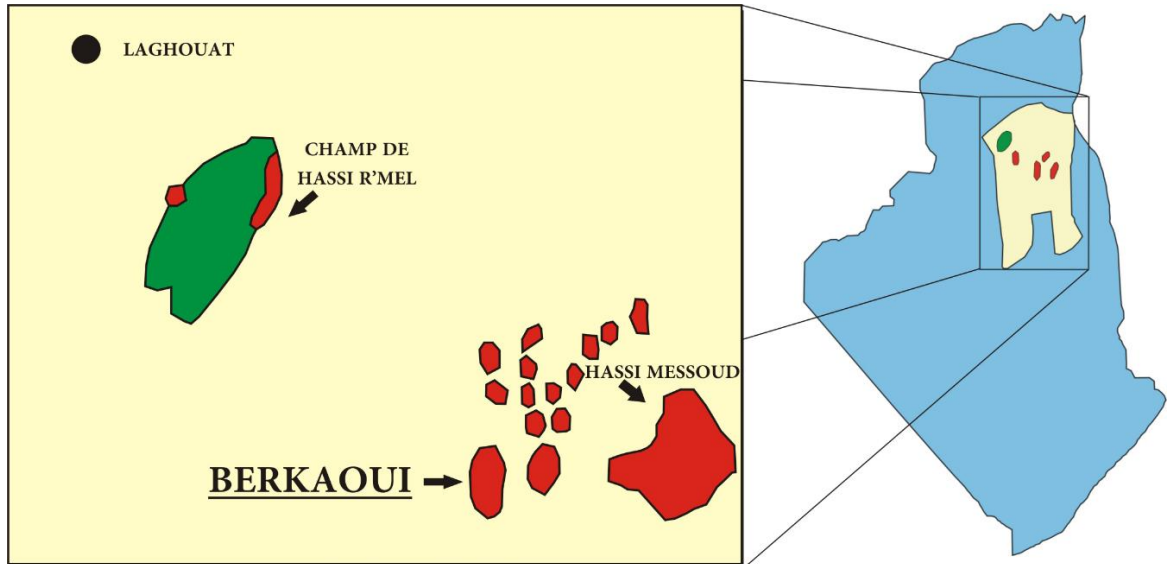 LAGHOUAT
CHAMP DE
HASSI R'MEL
HASSI MESSOUD
BERKAOUI